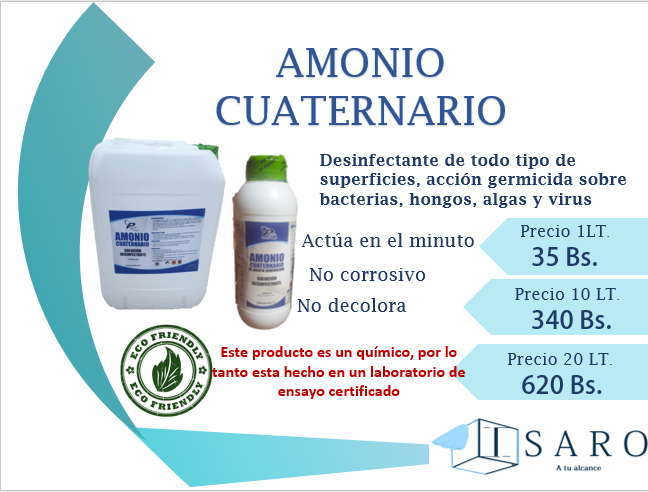 AMONIO
CUATERNARIO
Desinfectante de todo tipo de
superficies, acción germicida sobre
bacterias, hongos, algas y virus
Actúa en el minuto
No corrosivo
No decolora
Precio 1LT.
35 Bs.
Precio 10 LT.
340 Bs.
Precio 20 LT.
620 Bs.
AMONIO
CUATERNARIO
SOLUCIÓN
DESINFECTANTE
AMONIO
CUATERNARIO
SOLUCIÓN
DESINFECTANTE
ECO FRIENDLY
ECO FRIENDLY
Este producto es un químico, por lo
tanto esta hecho en un laboratorio de
ensayo certificado
ISARO
A tu alcance